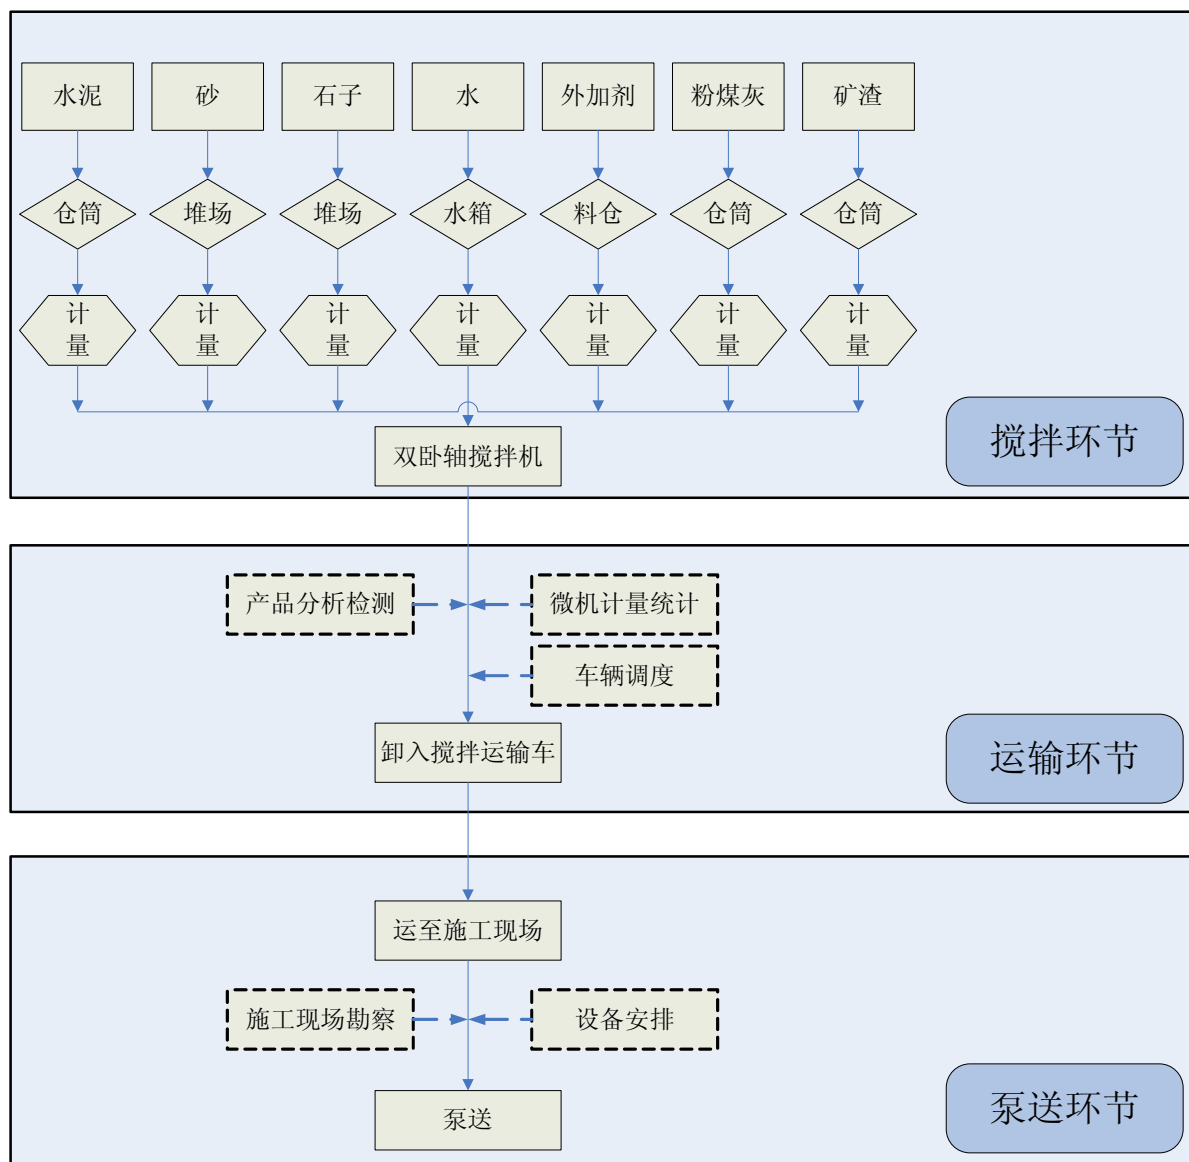 水泥 砂 石子 水 外加剂 粉煤灰 矿渣
仓筒 堆场 堆场 水箱 料仓 仓筒 仓筒
计 计 计 计 计 计 计
量 量 量 量 量 量 量
搅拌环节
双卧轴搅拌机
产品分析检测 微机计量统计
车辆调度
卸入搅拌运输车
运输环节
运至施工现场
施工现场勘察 设备安排
泵送
泵送环节